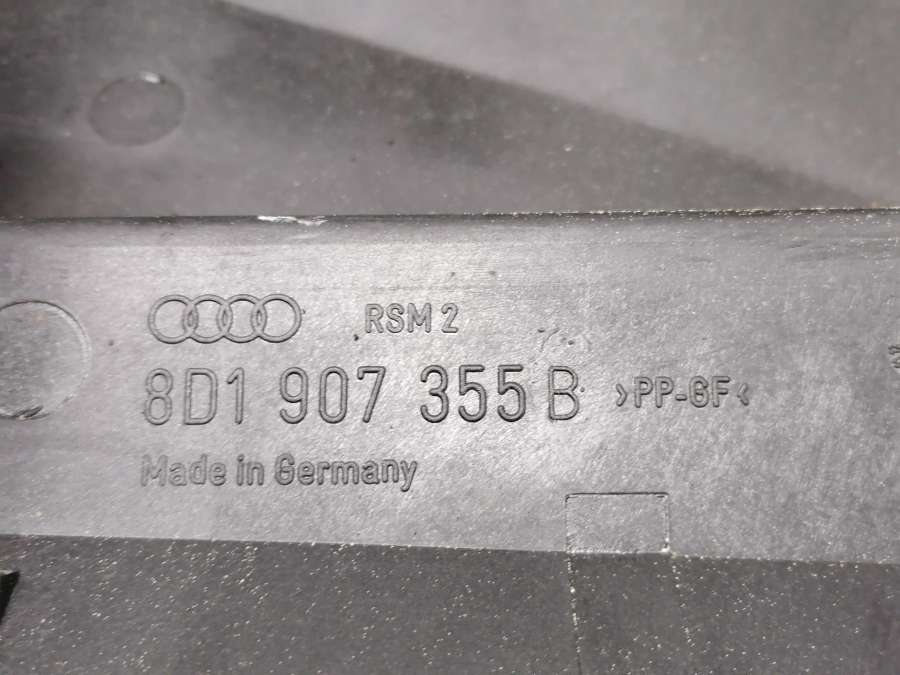 RSM 2
8D1 907 355 B >PP-GF<
Made in Germany